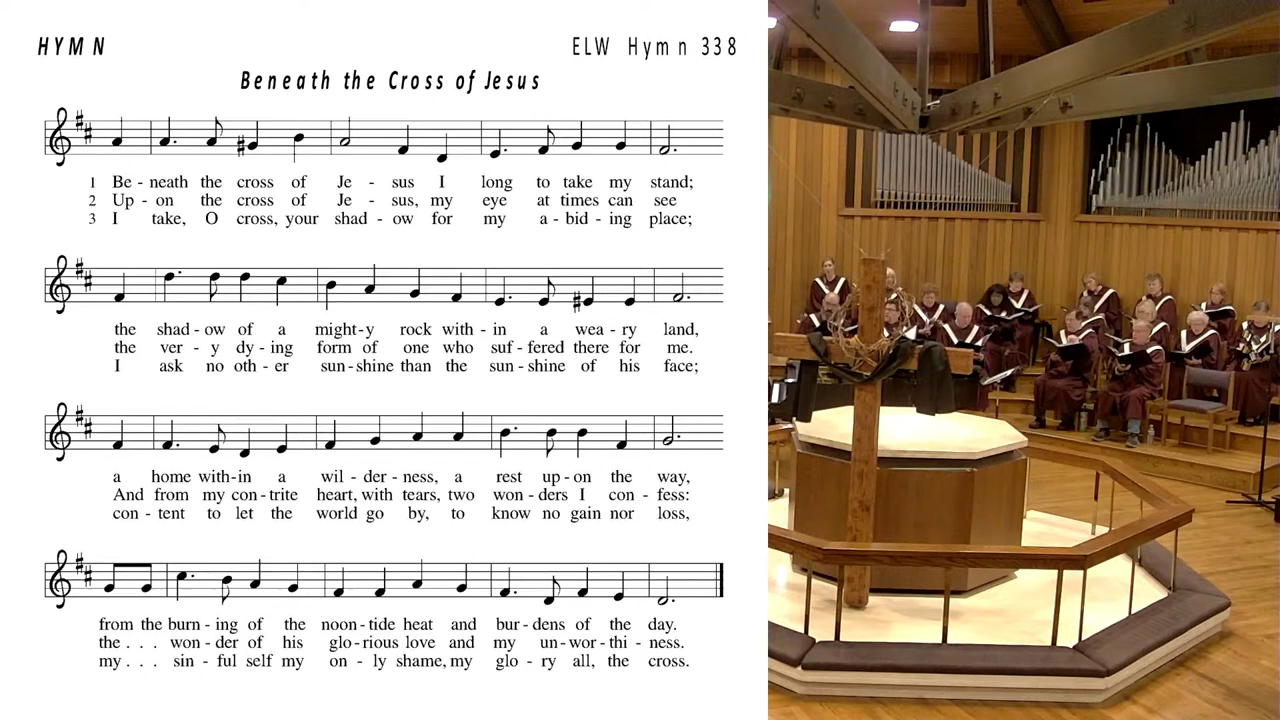 HYMN ELW Hymn 338
Beneath the Cross of Jesus
1 Be - neath the cross of Je - sus I long to take my stand;
2 Up - on the cross of Je - sus, my eye at times can see
3 I take, O cross, your shad - ow for my a - bid - ing place;
the shad - ow of a might - y rock with - in a wea - ry land,
the ver - y dy - ing form of one who suf - fered there for me.
I ask no oth - er sun - shine than the sun - shine of his face;
a home with - in a wil - der - ness, a rest up - on the way,
And from my con - trite heart, with tears, two won - ders I con - fess:
con - tent to let the world go by, to know no gain nor loss,
from the burn - ing of the noon - tide heat and bur - dens of the day.
the . . . won - der of his glo - rious love and my un - wor - thi - ness.
my . . . sin - ful self my on - ly shame, my glo - ry all, the cross.